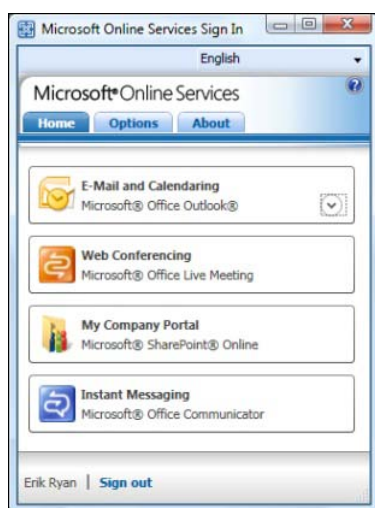 Microsoft Online Services Sign In
English
Microsoft® Online Services
Home Options About
E-Mail and Calendaring
Microsoft® Office Outlook®
Web Conferencing
Microsoft® Office Live Meeting
My Company Portal
Microsoft® SharePoint® Online
Instant Messaging
Microsoft® Office Communicator
Erik Ryan | Sign out